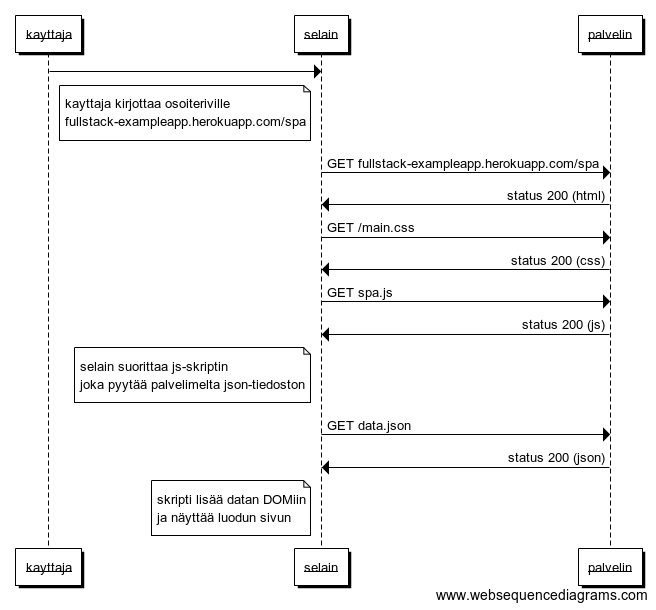 kayttaja
selain
palvelin
kayttaja kirjottaa osoiteriville
fullstack-exampleapp.herokuapp.com/spa
GET fullstack-exampleapp.herokuapp.com/spa
status 200 (html)
GET /main.css
status 200 (css)
GET spa.js
status 200 (js)
selain suorittaa js-skriptin
joka pyytää palvelimelta json-tiedoston
GET data.json
status 200 (json)
skripti lisää datan DOMiin
ja näyttää luodun sivun
kayttaja
selain
palvelin
www.websequencediagrams.com